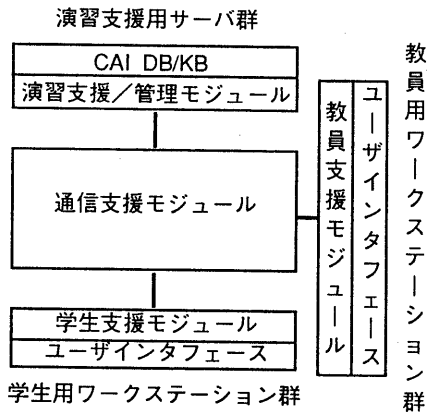 演習支援用サーバ群
CAI DB/KB
演習支援／管理モジュール
通信支援モジュール
学生支援モジュール
ユーザインタフェース
学生用ワークステーション群
教員支援モジュール
ユーザインタフェース
教員用ワークステーション群